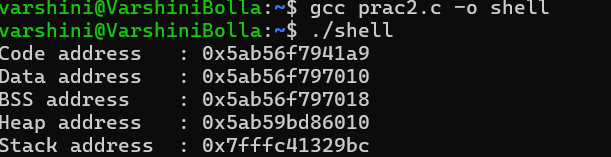 varshini@VarshiniBolla:~$ gcc prac2.c -o shell
varshini@VarshiniBolla:~$ ./shell
Code address   : 0x5ab56f7941a9
Data address   : 0x5ab56f797010
BSS address    : 0x5ab56f797018
Heap address   : 0x5ab59bd86010
Stack address  : 0x7fffc41329bc